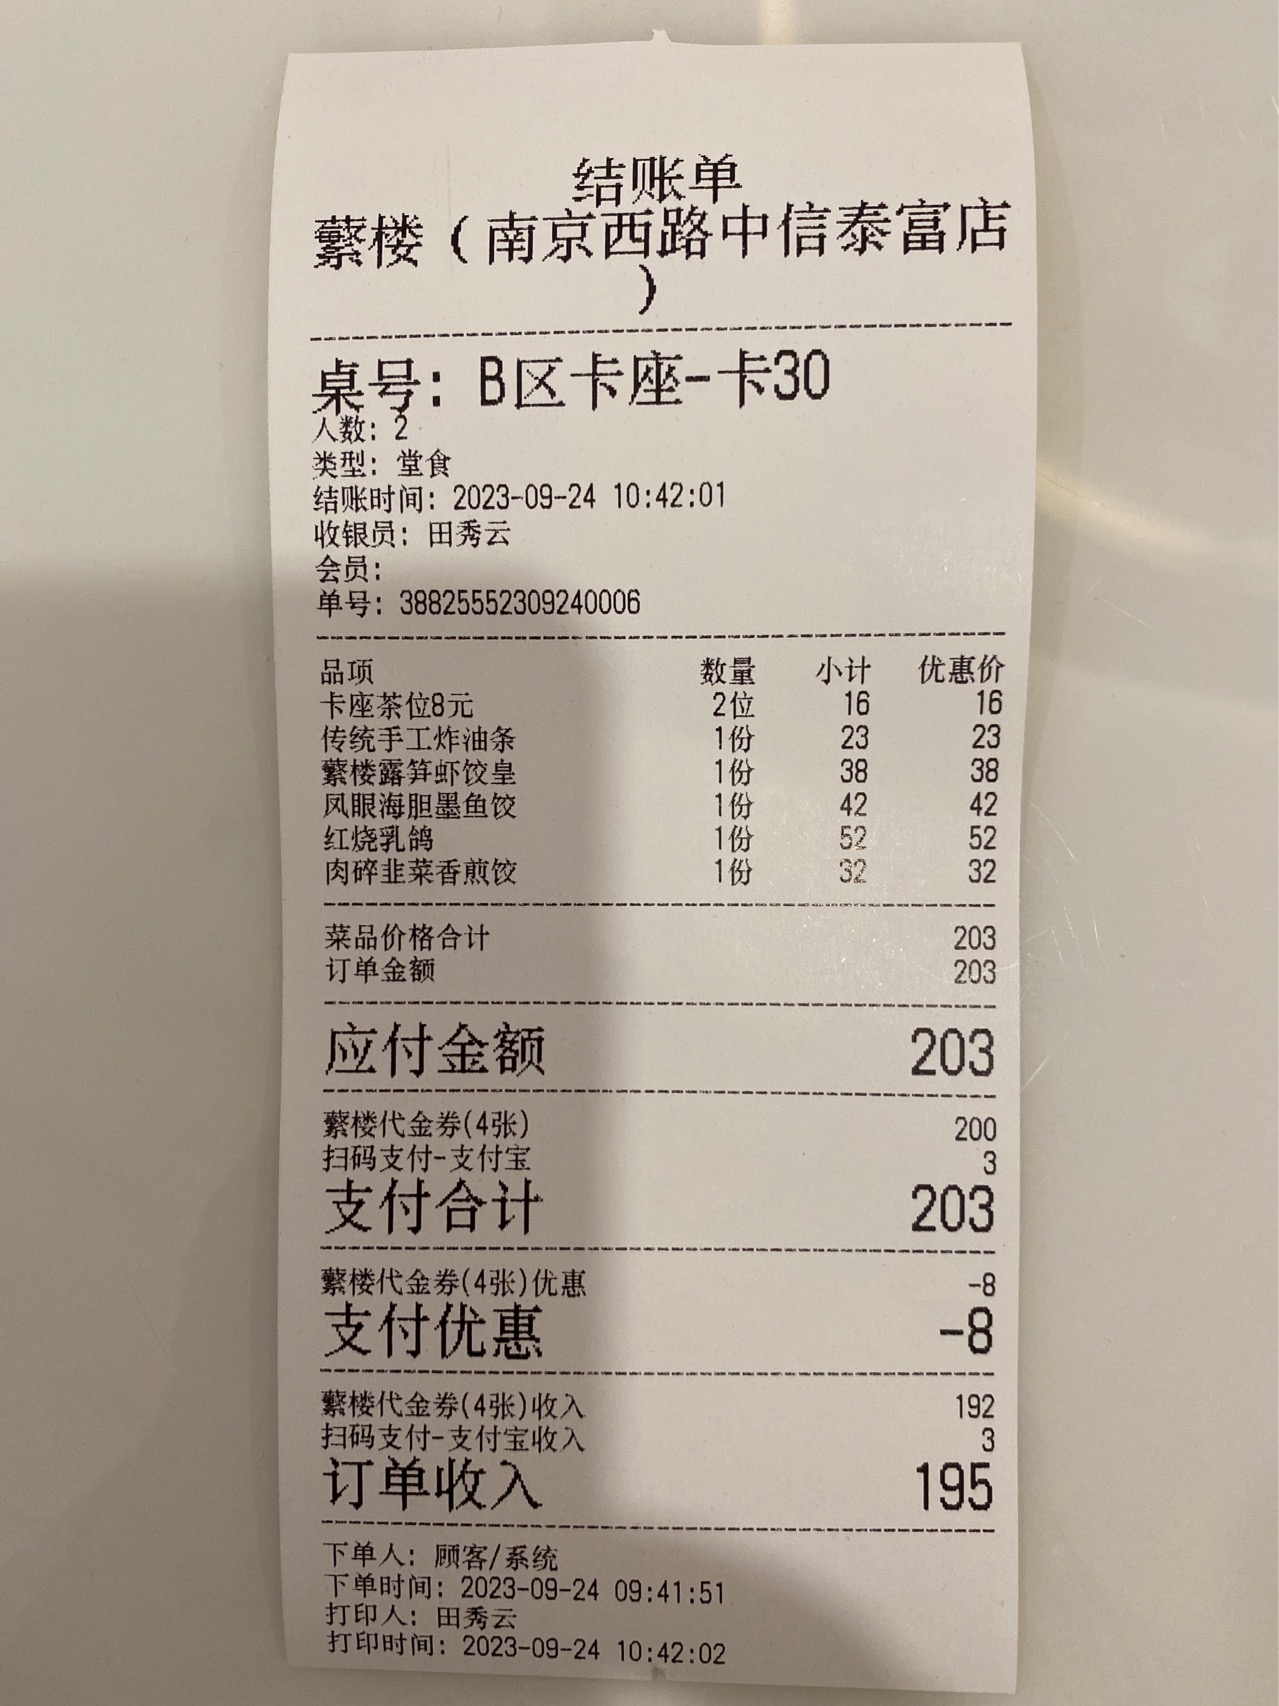 结账单
蘩楼（南京西路中信泰富店
）
桌号: B区卡座-卡30
人数: 2
类型: 堂食
结账时间: 2023-09-24 10:42:01
收银员: 田秀云
会员:
单号: 38825552309240006
品项 数量 小计 优惠价
卡座茶位8元 2位 16 16
传统手工炸油条 1份 23 23
蘩楼露笋虾饺皇 1份 38 38
凤眼海胆墨鱼饺 1份 42 42
红烧乳鸽 1份 52 52
肉碎韭菜香煎饺 1份 32 32
菜品价格合计 203
订单金额 203
应付金额 203
蘩楼代金券(4张) 200
扫码支付-支付宝 3
支付合计 203
蘩楼代金券(4张)优惠 -8
支付优惠 -8
蘩楼代金券(4张)收入 192
扫码支付-支付宝收入 3
订单收入 195
下单人: 顾客/系统
下单时间: 2023-09-24 09:41:51
打印人: 田秀云
打印时间: 2023-09-24 10:42:02